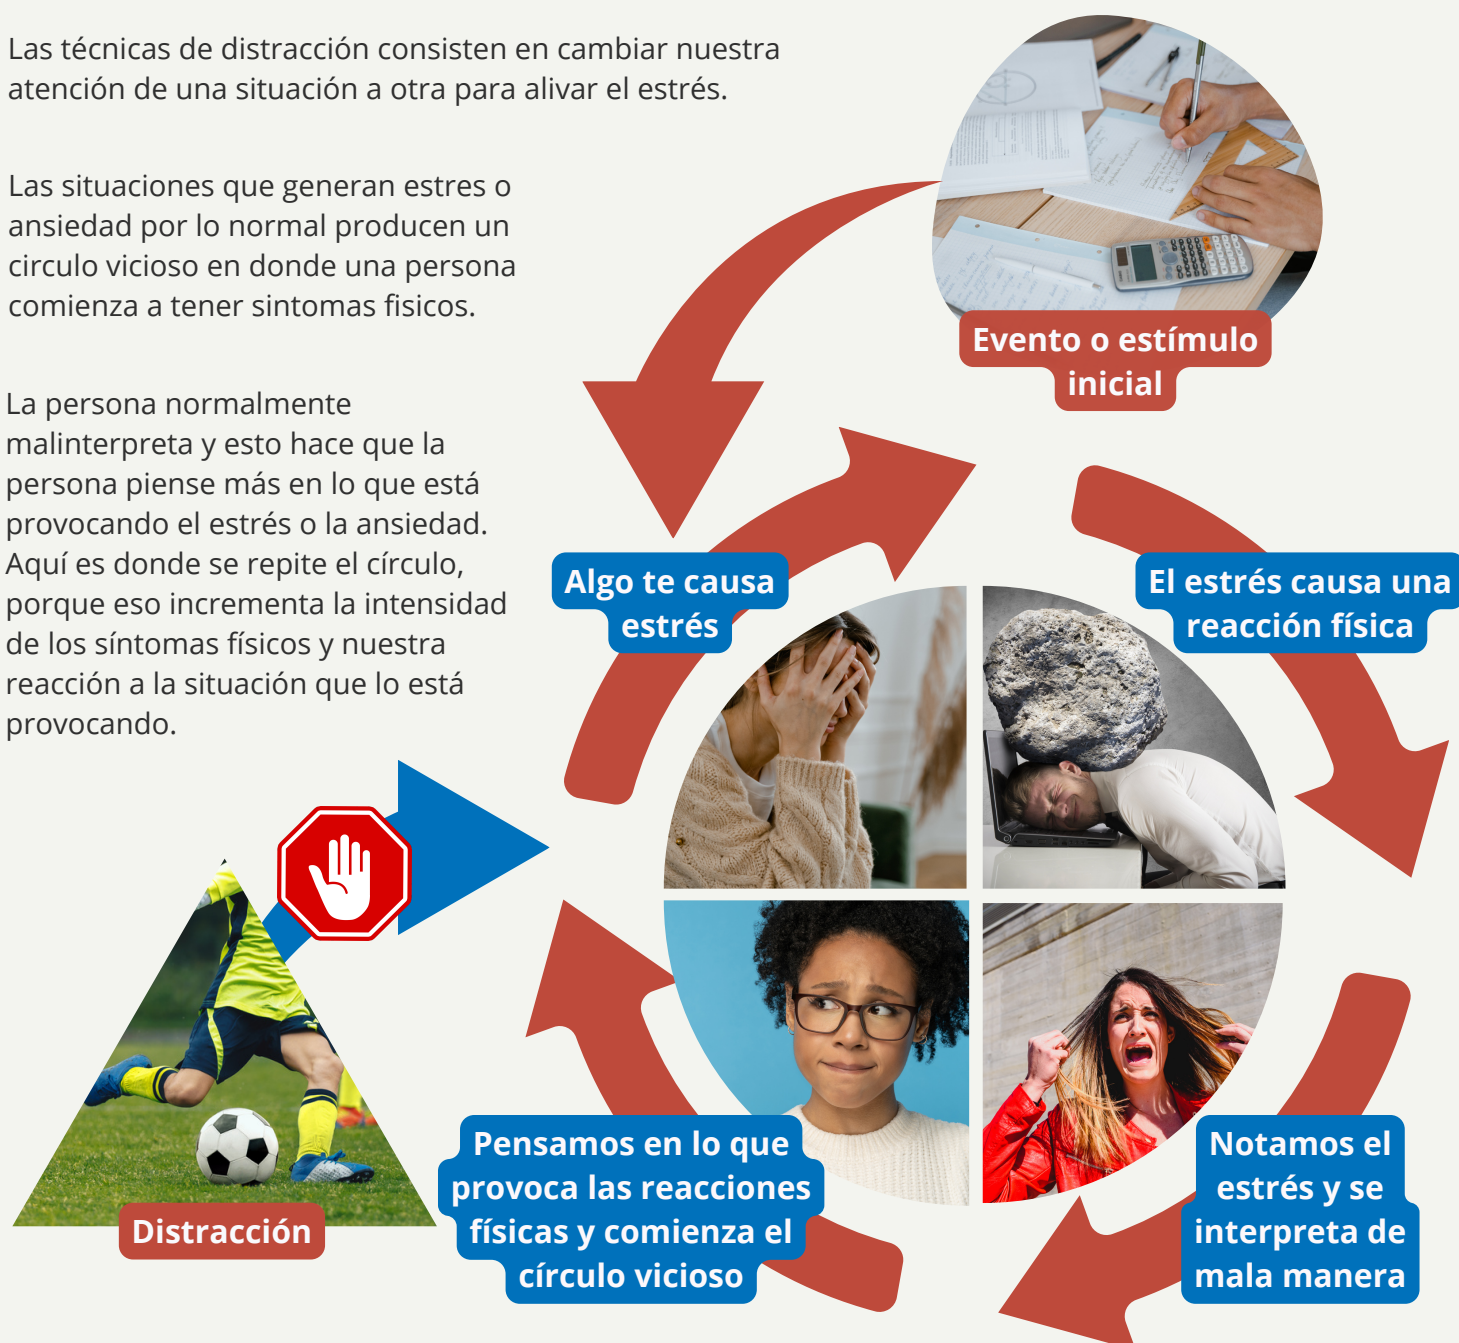 Las técnicas de distracción consisten en cambiar nuestra
atención de una situación a otra para alivar el estrés.
Las situaciones que generan estres o
ansiedad por lo normal producen un
circulo vicioso en donde una persona
comienza a tener sintomas fisicos.
La persona normalmente
malinterpreta y esto hace que la
persona piense más en lo que está
provocando el estrés o la ansiedad.
Aquí es donde se repite el círculo,
porque eso incrementa la intensidad
de los síntomas físicos y nuestra
reacción a la situación que lo está
provocando.
Evento o estímulo
inicial
Algo te causa
estrés
El estrés causa una
reacción física
Notamos el
estrés y se
interpreta de
mala manera
Pensamos en lo que
provoca las reacciones
físicas y comienza el
círculo vicioso
Distracción